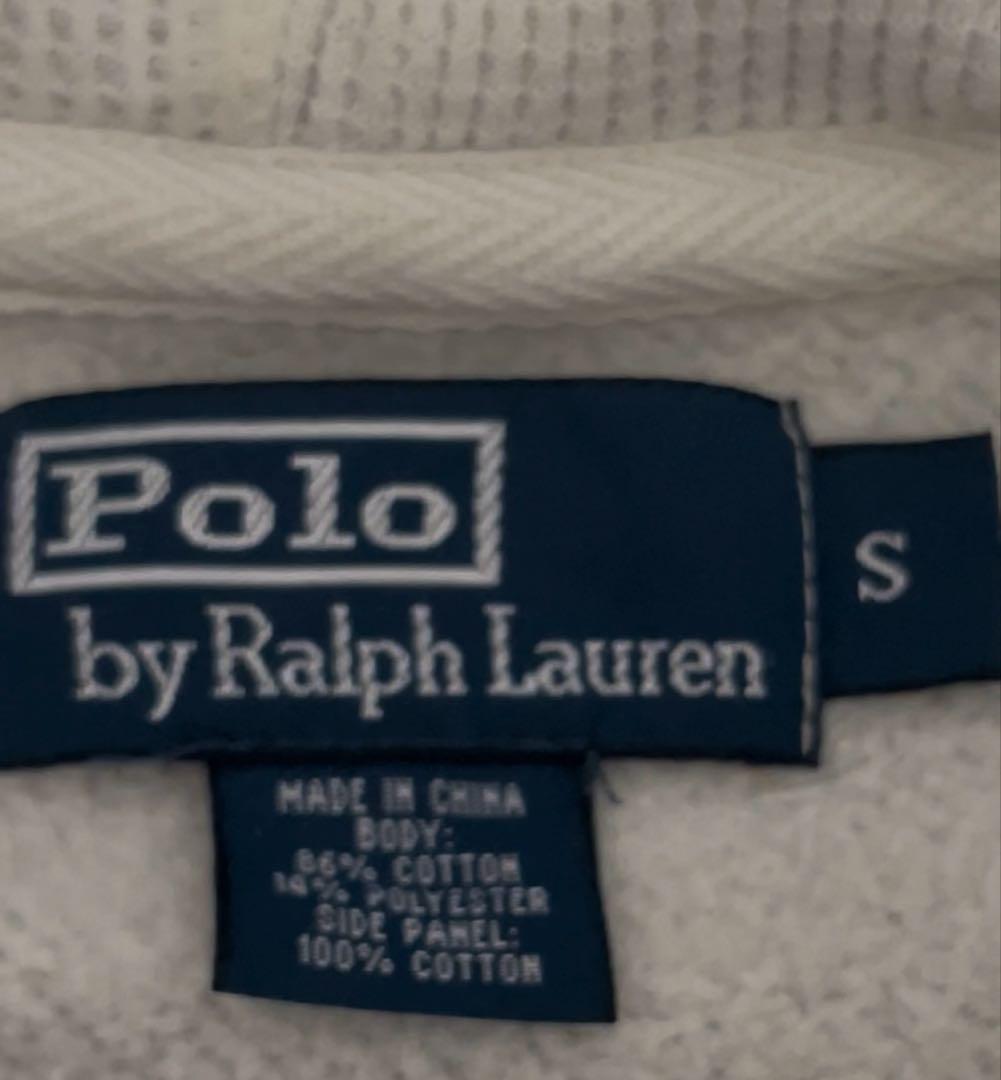 Polo
by Ralph Lauren
S
MADE IN CHINA
BODY:
86% COTTON
14% POLYESTER
SIDE PANEL:
100% COTTON